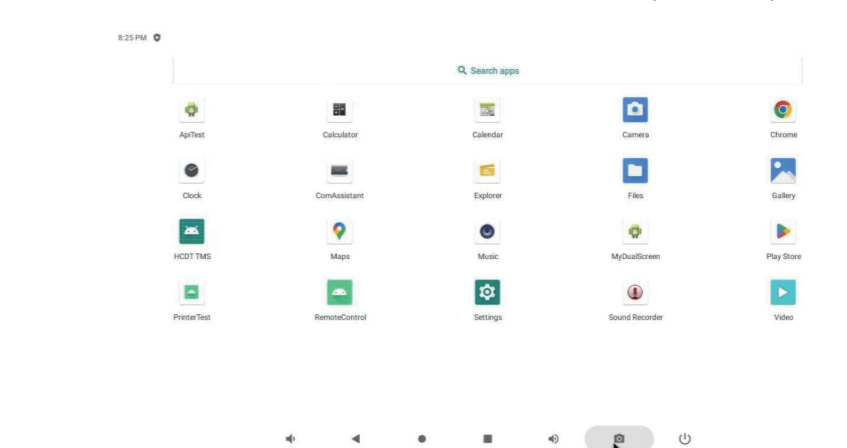 8:25 PM
Search apps
ApiTest Calculator Calendar Camera Chrome
Clock ComAssistant Explorer Files Gallery
HCDT TMS Maps Music MyDualScreen Play Store
PrinterTest RemoteControl Settings Sound Recorder Video